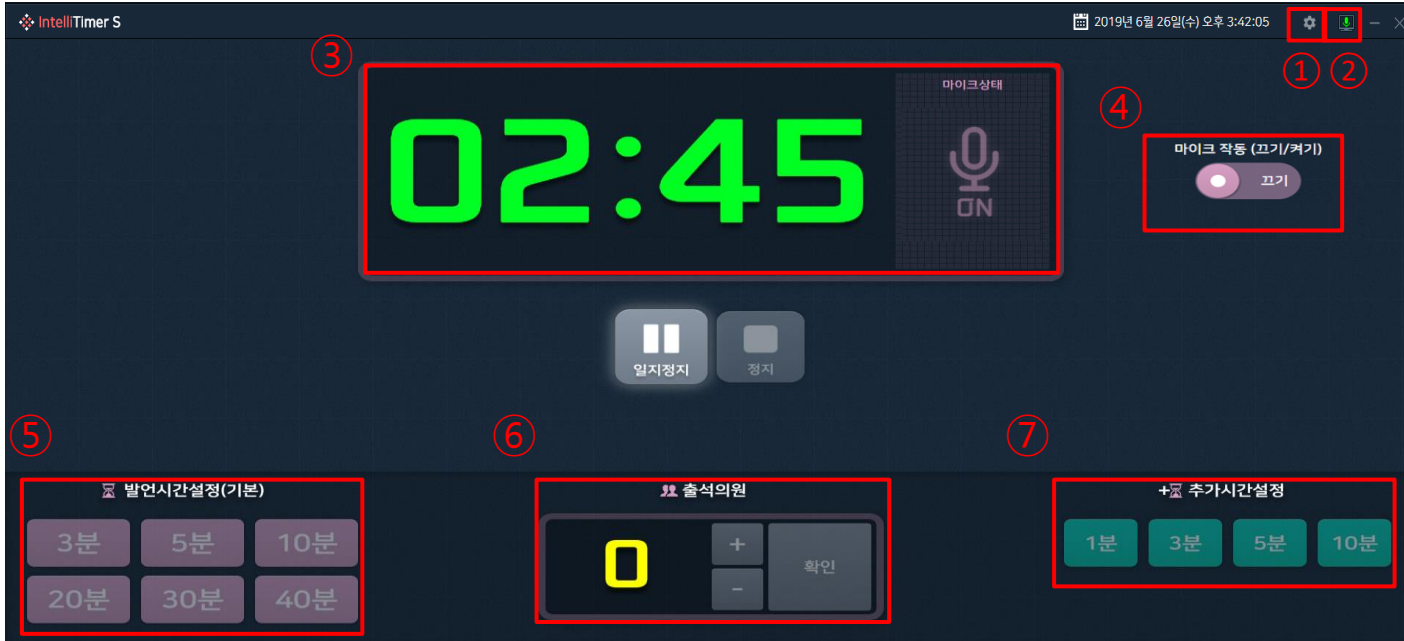 IntelliTimer S
2019년 6월 26일(수) 오후 3:42:05
① ②
③
02:45
마이크상태
ON
④
마이크 작동 (끄기/켜기)
끄기
일지정지
정지
⑤
발언시간설정(기본)
3분 5분 10분
20분 30분 40분
⑥
출석의원
0
+
-
확인
⑦
+ 추가시간설정
1분 3분 5분 10분